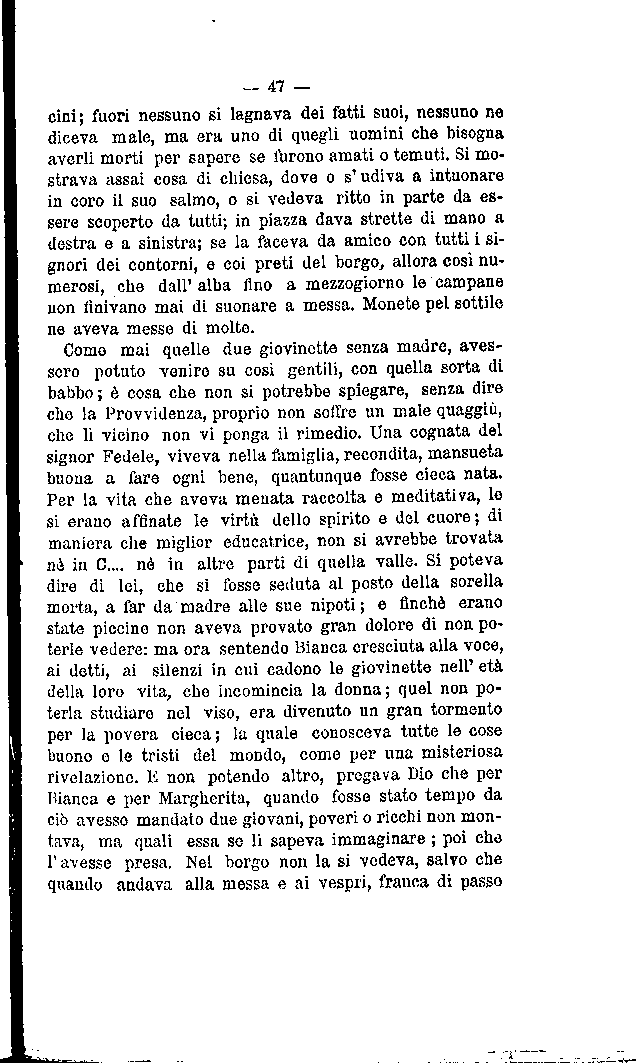 — 47 —
cini; fuori nessuno si lagnava dei fatti suoi, nessuno ne
diceva male, ma era uno di quegli uomini che bisogna
averli morti per sapere se furono amati o temuti. Si mo-
strava assai cosa di chiesa, dove o s' udiva a intuonare
in coro il suo salmo, o si vedeva ritto in parte da es-
sere scoperto da tutti; in piazza dava strette di mano a
destra e a sinistra; se la faceva da amico con tutti i si-
gnori dei contorni, e coi preti del borgo, allora così nu-
merosi, che dall' alba fino a mezzogiorno le campane
non finivano mai di suonare a messa. Monete pel sottile
ne aveva messe di molte.
Come mai quelle due giovinette senza madre, aves-
sero potuto venire su così gentili, con quella sorta di
babbo; è cosa che non si potrebbe spiegare, senza dire
che la Provvidenza, proprio non soffre un male quaggiù,
che lì vicino non vi ponga il rimedio. Una cognata del
signor Fedele, viveva nella famiglia, recondita, mansueta
buona a fare ogni bene, quantunque fosse cieca nata.
Per la vita che aveva menata raccolta e meditativa, le
si erano affinate le virtù dello spirito e del cuore; di
maniera che miglior educatrice, non si avrebbe trovata
nè in C.... nè in altre parti di quella valle. Si poteva
dire di lei, che si fosse seduta al posto della sorella
morta, a far da madre alle sue nipoti; e finchè erano
state piccine non aveva provato gran dolore di non po-
terle vedere: ma ora sentendo Bianca cresciuta alla voce,
ai detti, ai silenzi in cui cadono le giovinette nell' età
della loro vita, che incomincia la donna; quel non po-
terla studiare nel viso, era divenuto un gran tormento
per la povera cieca; la quale conosceva tutte le cose
buone e le tristi del mondo, come per una misteriosa
rivelazione. E non potendo altro, pregava Dio che per
Bianca e per Margherita, quando fosse stato tempo da
ciò avesse mandato due giovani, poveri o ricchi non mon-
tava, ma quali essa se li sapeva immaginare; poi che
l'avesse presa. Nel borgo non la si vedeva, salvo che
quando andava alla messa e ai vespri, franca di passo